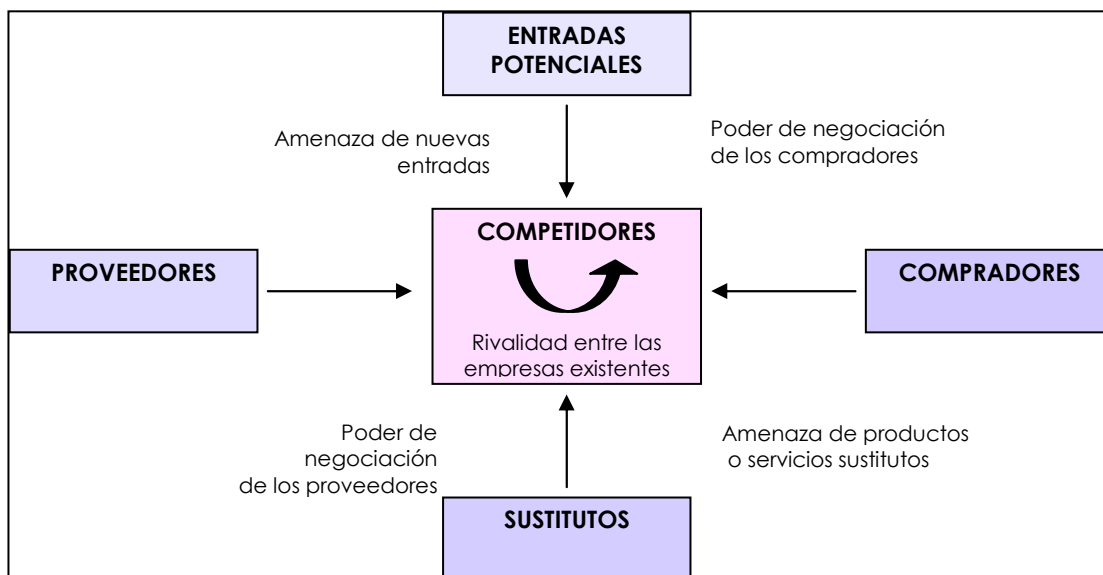 ENTRADAS
POTENCIALES
Amenaza de nuevas
entradas
Poder de negociación
de los compradores
PROVEEDORES
COMPETIDORES
Rivalidad entre las
empresas existentes
COMPRADORES
Poder de
negociación
de los proveedores
Amenaza de productos
o servicios sustitutos
SUSTITUTOS